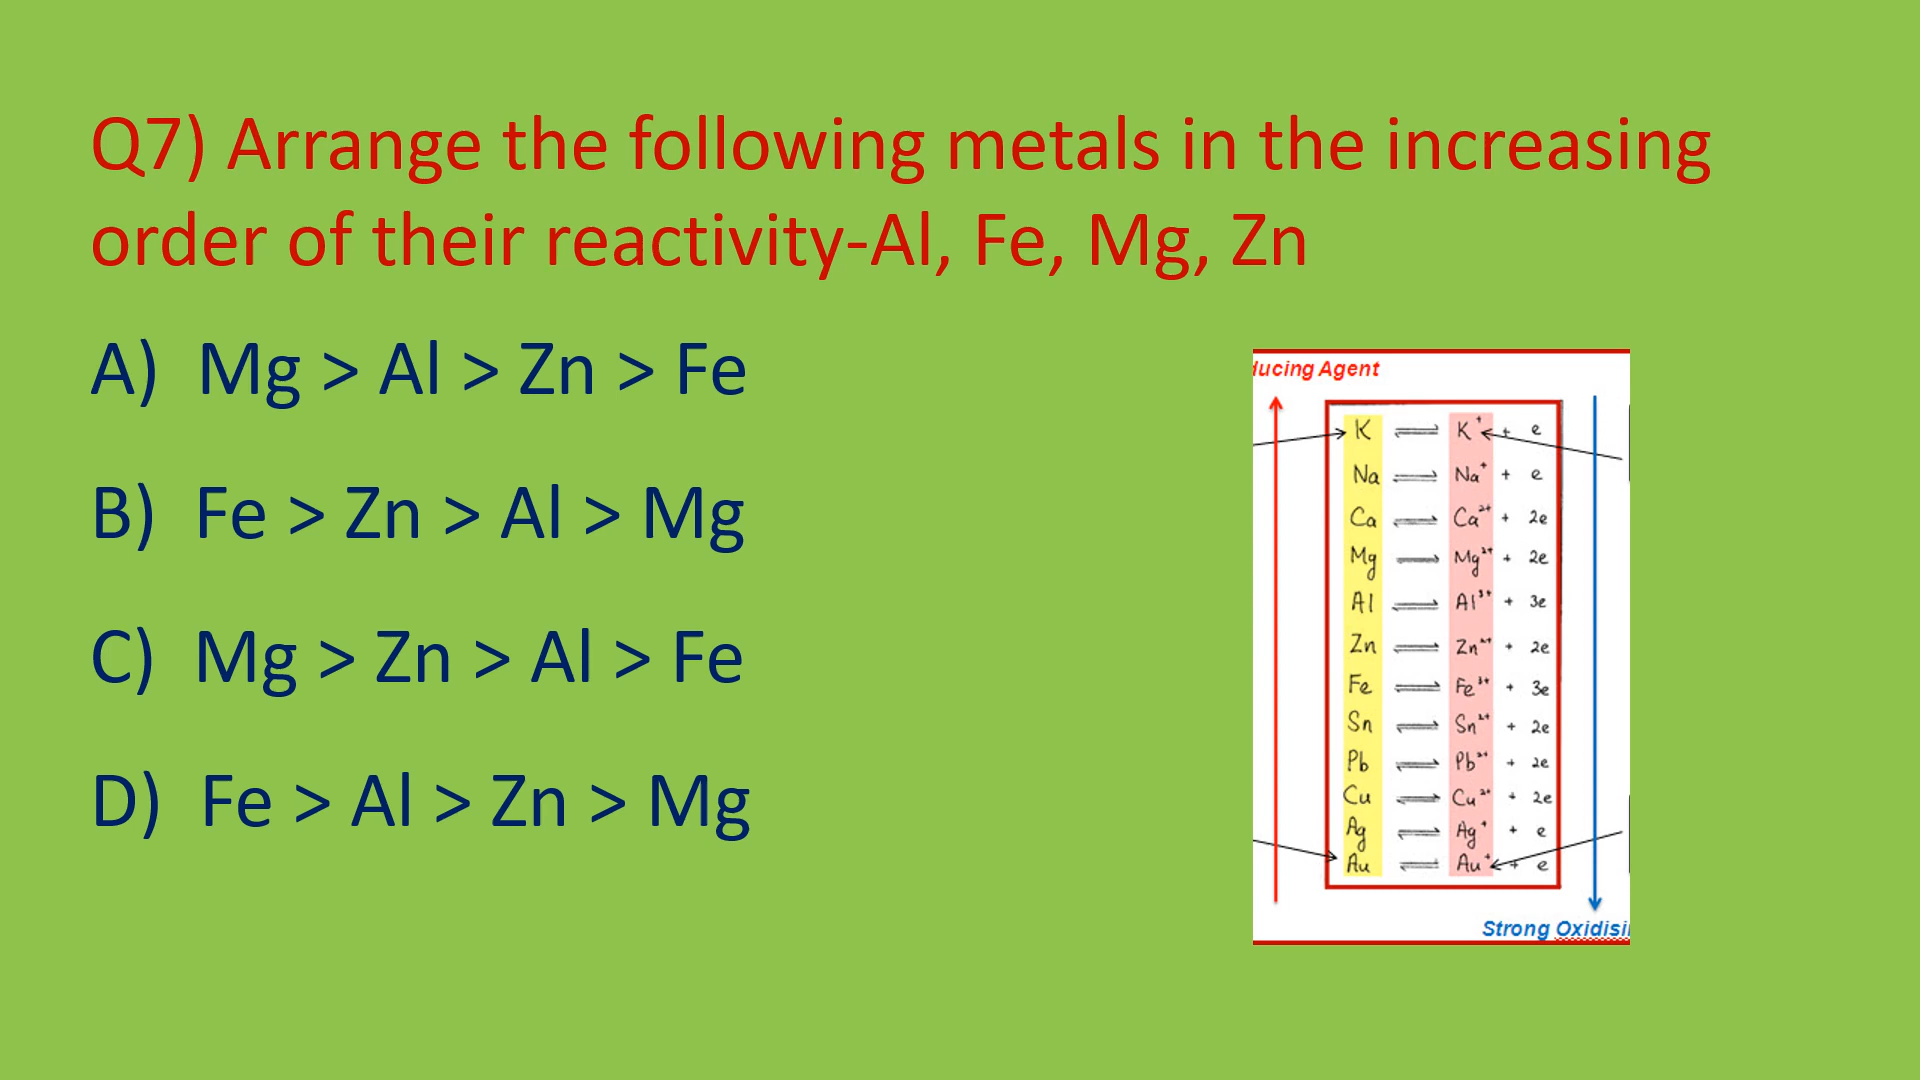 Q7) Arrange the following metals in the increasing
order of their reactivity-Al, Fe, Mg, Zn
A) Mg > Al > Zn > Fe
B) Fe > Zn > Al > Mg
C) Mg > Zn > Al > Fe
D) Fe > Al > Zn > Mg
ducing Agent
K ⇌ K⁺ + e
Na ⇌ Na⁺ + e
Ca ⇌ Ca²⁺ + 2e
Mg ⇌ Mg²⁺ + 2e
Al ⇌ Al³⁺ + 3e
Zn ⇌ Zn²⁺ + 2e
Fe ⇌ Fe³⁺ + 3e
Sn ⇌ Sn²⁺ + 2e
Pb ⇌ Pb²⁺ + 2e
Cu ⇌ Cu²⁺ + 2e
Ag ⇌ Ag⁺ + e
Au ⇌ Au⁺ + e
Strong Oxidisi